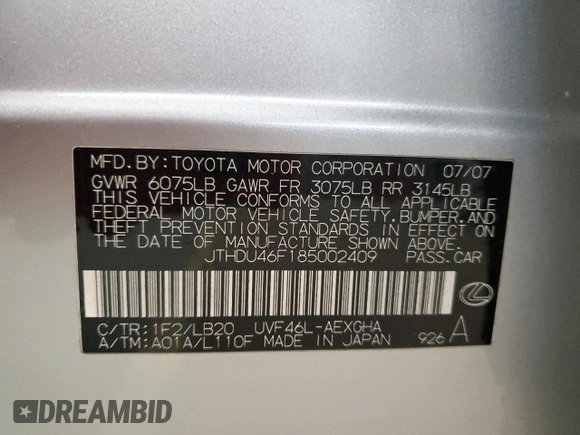 MFD. BY: TOYOTA MOTOR CORPORATION 07/07
GVWR 6075LB GAWR FR 3075LB RR 3145LB
THIS VEHICLE CONFORMS TO ALL APPLICABLE
FEDERAL MOTOR VEHICLE SAFETY, BUMPER, AND
THEFT PREVENTION STANDARDS IN EFFECT ON
THE DATE OF MANUFACTURE SHOWN ABOVE.
JTHDU46F185002409 PASS. CAR
C/TR: 1F2/LB20 UVF46L-AEXGHA
A/TM: A01A/L110F MADE IN JAPAN 926 A
DREAMBID